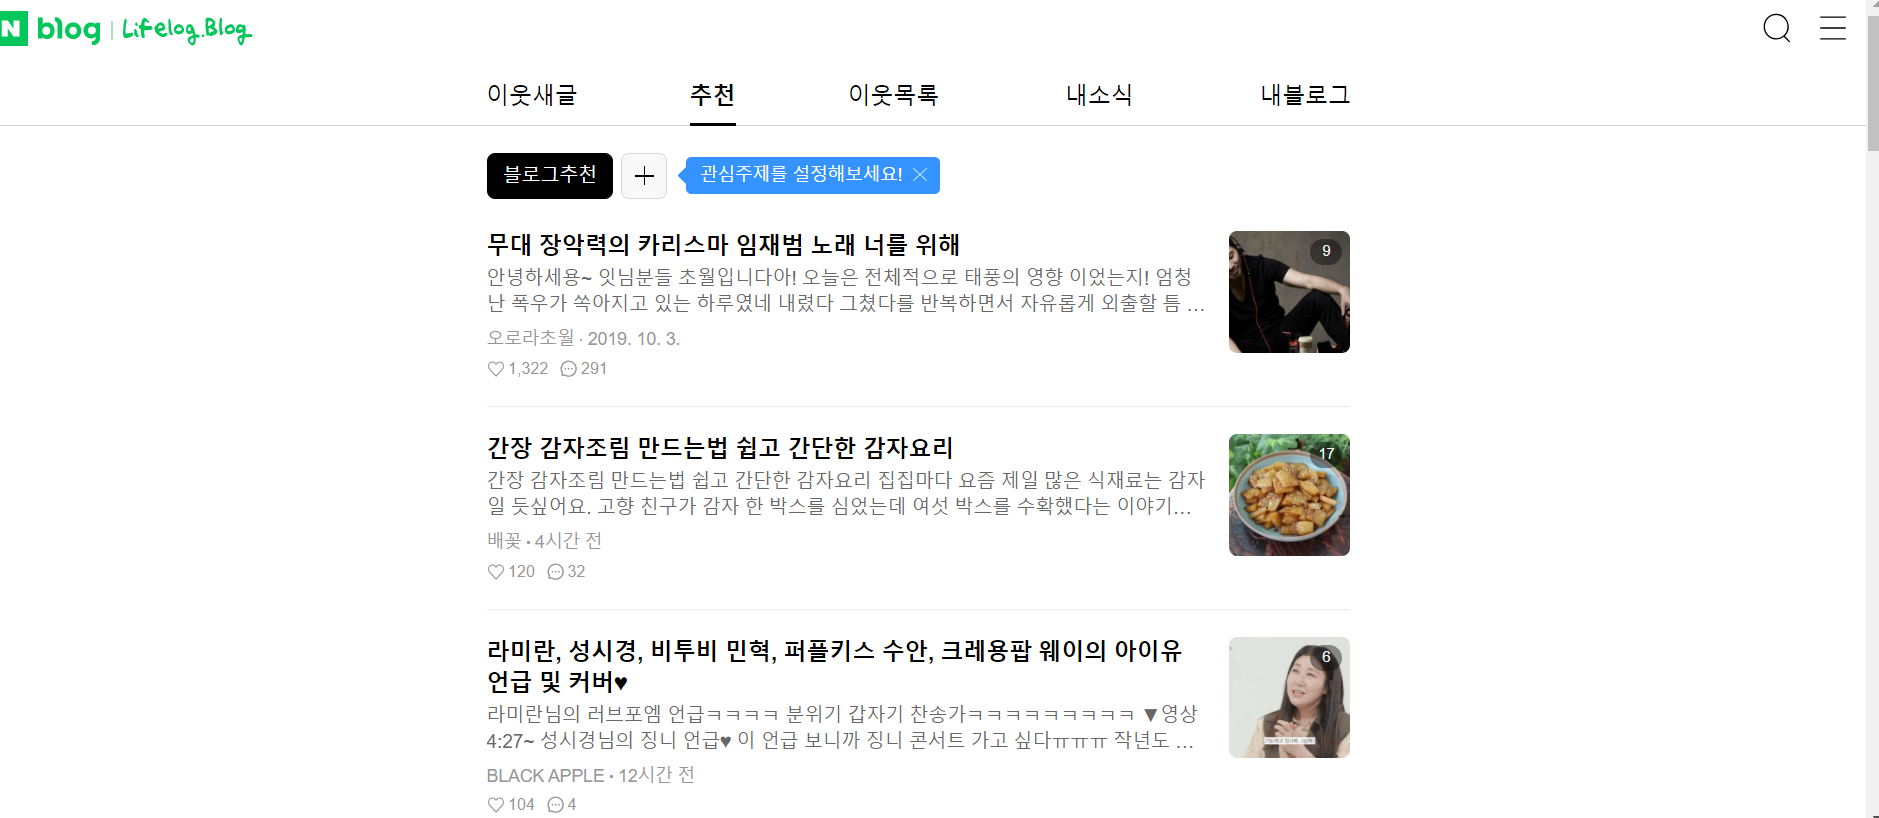 N blog | Lifelog.Blog
이웃새글 추천 이웃목록 내소식 내블로그
블로그추천 + 관심주제를 설정해보세요!
무대 장악력의 카리스마 임재범 노래 너를 위해
안녕하세용~ 잇님분들 초월입니다아! 오늘은 전체적으로 태풍의 영향 이었는지! 엄청
난 폭우가 쏙아지고 있는 하루였네 내렸다 그쳤다를 반복하면서 자유롭게 외출할 틈 ...
오로라초월 · 2019. 10. 3.
1,322 291
9
간장 감자조림 만드는법 쉽고 간단한 감자요리
간장 감자조림 만드는법 쉽고 간단한 감자요리 집집마다 요즘 제일 많은 식재료는 감자
일 듯싶어요. 고향 친구가 감자 한 박스를 심었는데 여섯 박스를 수확했다는 이야기...
배꽃 · 4시간 전
120 32
17
라미란, 성시경, 비투비 민혁, 퍼플키스 수안, 크레용팝 웨이의 아이유
언급 및 커버♥
라미란님의 러브포엠 언급ㅋㅋㅋㅋ 분위기 갑자기 찬송가ㅋㅋㅋㅋㅋㅋㅋㅋㅋ ▼영상
4:27~ 성시경님의 징니 언급♥ 이 언급 보니까 징니 콘서트 가고 싶다ㅠㅠㅠ 작년도 ...
BLACK APPLE · 12시간 전
104 4
6